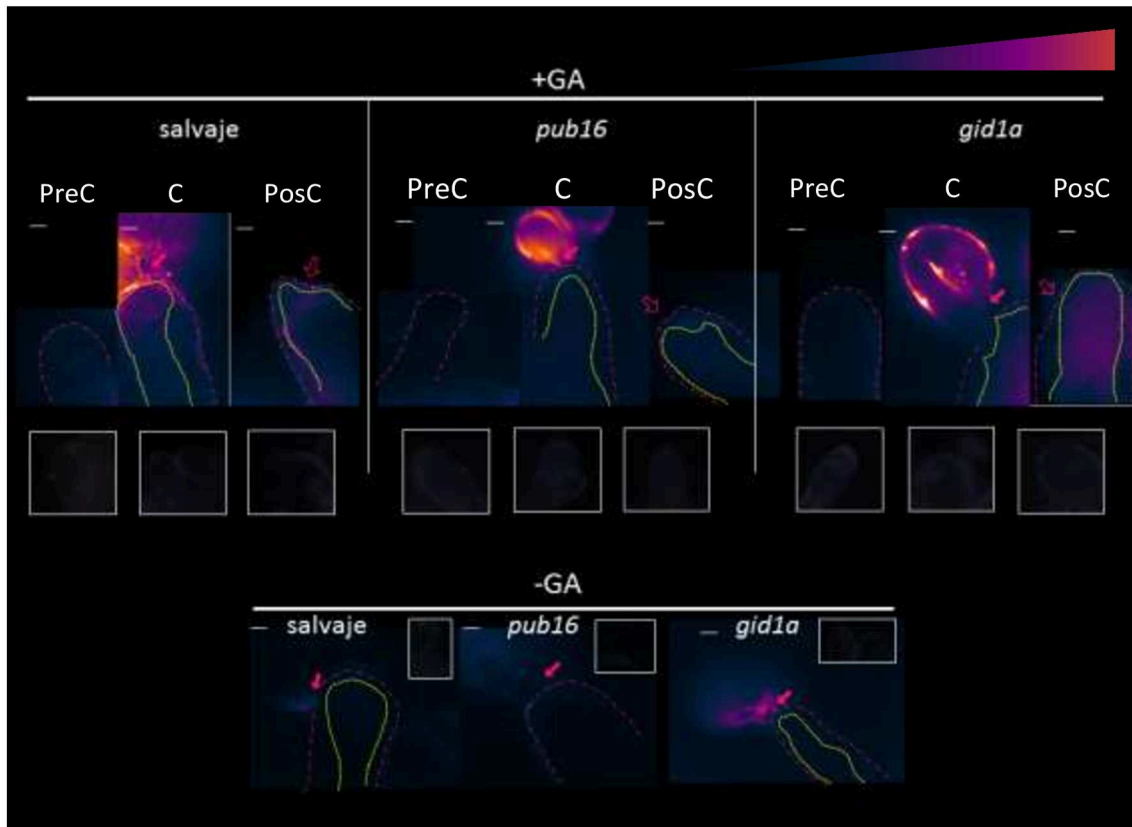 +GA
salvaje pub16 gid1a
PreC C PosC PreC C PosC PreC C PosC
-GA
salvaje pub16 gid1a